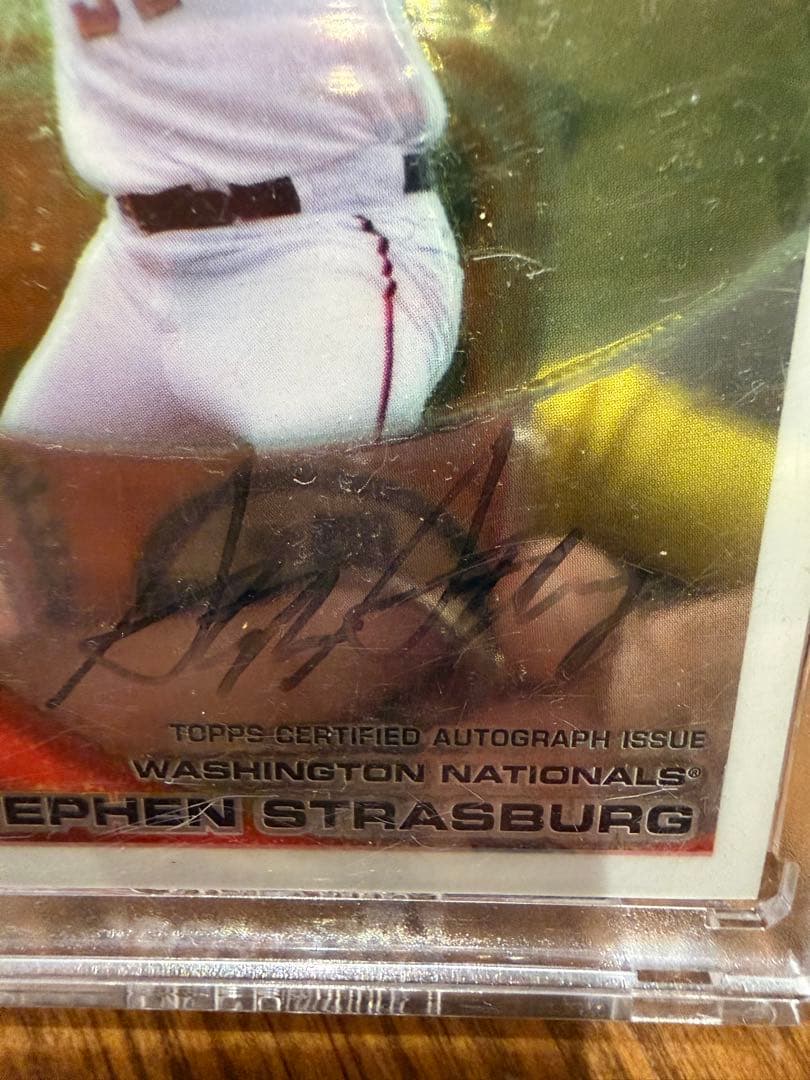 TOPPS CERTIFIED AUTOGRAPH ISSUE
WASHINGTON NATIONALS®
EPHEN STRASBURG